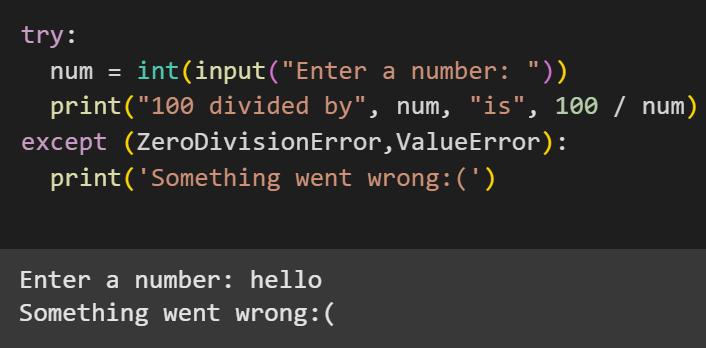 try:
  num = int(input("Enter a number: "))
  print("100 divided by", num, "is", 100 / num)
except (ZeroDivisionError,ValueError):
  print('Something went wrong:(')
Enter a number: hello
Something went wrong:(